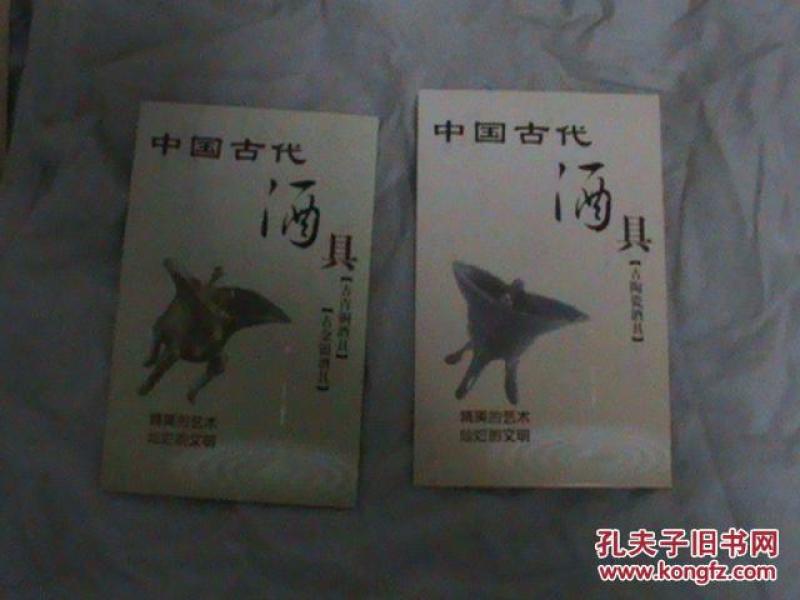 中国古代
酒
具
【古青铜酒具】
【古金银酒具】
精美的艺术
灿烂的文明
中国古代
酒
具
【古陶瓷酒具】
精美的艺术
灿烂的文明
孔夫子旧书网
www.kongfz.com